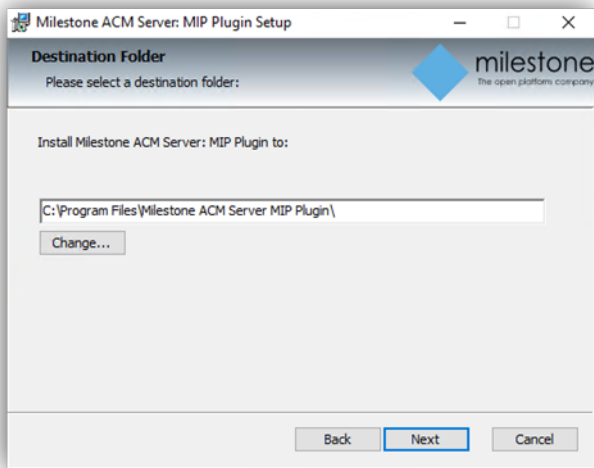 Milestone ACM Server: MIP Plugin Setup
Destination Folder
Please select a destination folder:
milestone
The open platform company
Install Milestone ACM Server: MIP Plugin to:
C:\Program Files\Milestone ACM Server MIP Plugin\
Change...
Back Next Cancel